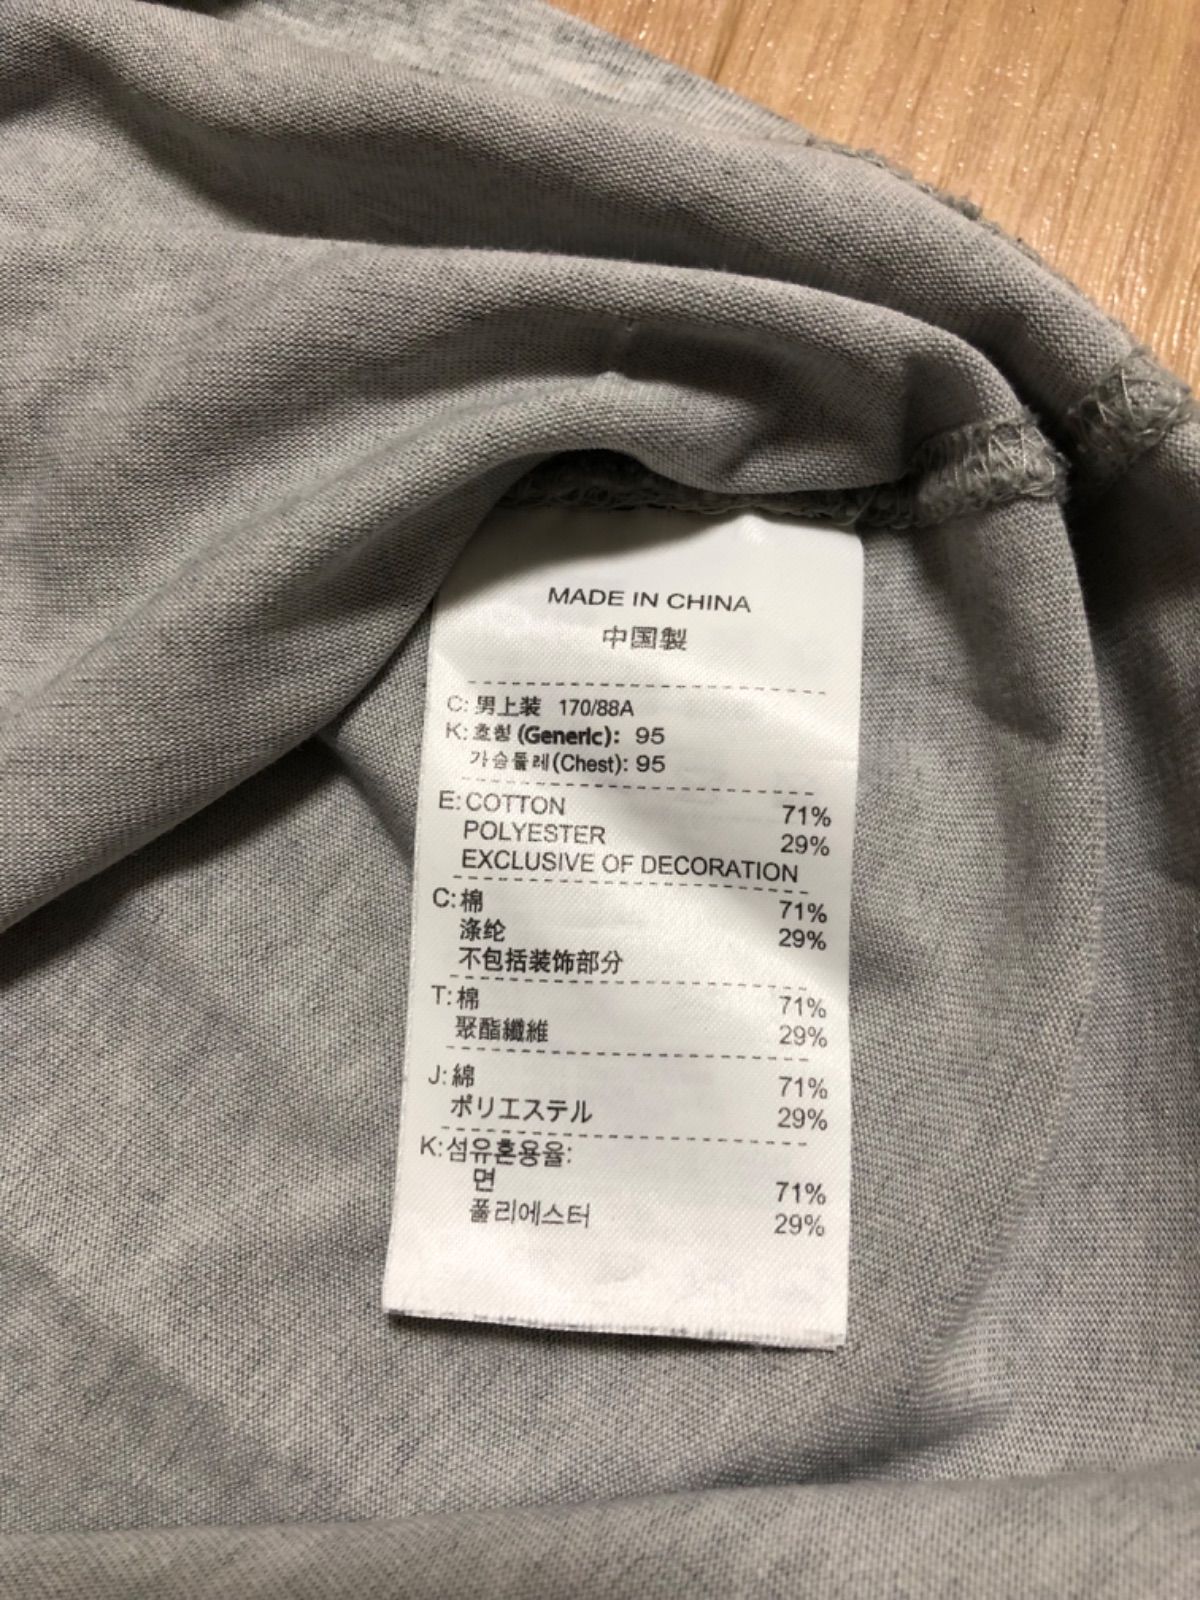 MADE IN CHINA
中国製
C: 男上装 170/88A
K: 호칭 (Generic): 95
가슴둘레(Chest): 95
E: COTTON 71%
POLYESTER 29%
EXCLUSIVE OF DECORATION
C: 棉 71%
涤纶 29%
不包括装饰部分
T: 棉 71%
聚酯纖維 29%
J: 綿 71%
ポリエステル 29%
K: 섬유혼용율:
면 71%
폴리에스터 29%